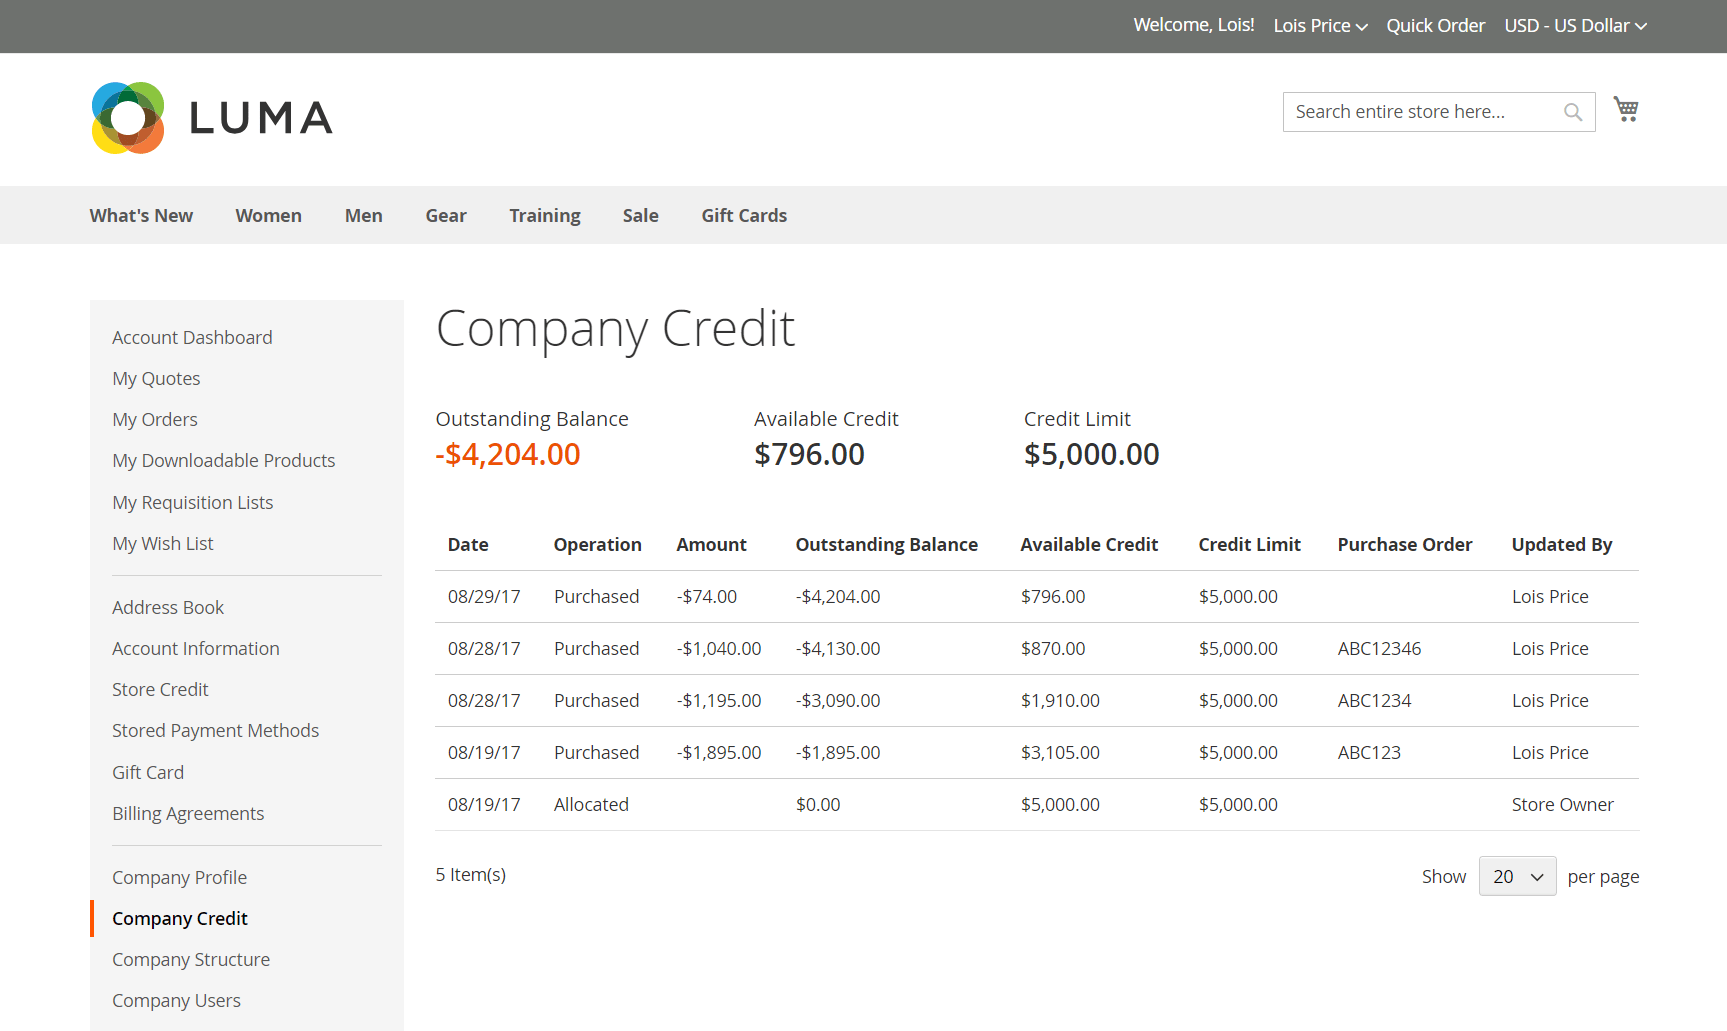 Welcome, Lois! Lois Price Quick Order USD - US Dollar
LUMA
Search entire store here...
What's New Women Men Gear Training Sale Gift Cards
Account Dashboard
My Quotes
My Orders
My Downloadable Products
My Requisition Lists
My Wish List
Address Book
Account Information
Store Credit
Stored Payment Methods
Gift Card
Billing Agreements
Company Profile
Company Credit
Company Structure
Company Users
Company Credit
Outstanding Balance Available Credit Credit Limit
-$4,204.00 $796.00 $5,000.00
Date Operation Amount Outstanding Balance Available Credit Credit Limit Purchase Order Updated By
08/29/17 Purchased -$74.00 -$4,204.00 $796.00 $5,000.00 Lois Price
08/28/17 Purchased -$1,040.00 -$4,130.00 $870.00 $5,000.00 ABC12346 Lois Price
08/28/17 Purchased -$1,195.00 -$3,090.00 $1,910.00 $5,000.00 ABC1234 Lois Price
08/19/17 Purchased -$1,895.00 -$1,895.00 $3,105.00 $5,000.00 ABC123 Lois Price
08/19/17 Allocated $0.00 $5,000.00 $5,000.00 Store Owner
5 Item(s) Show 20 per page